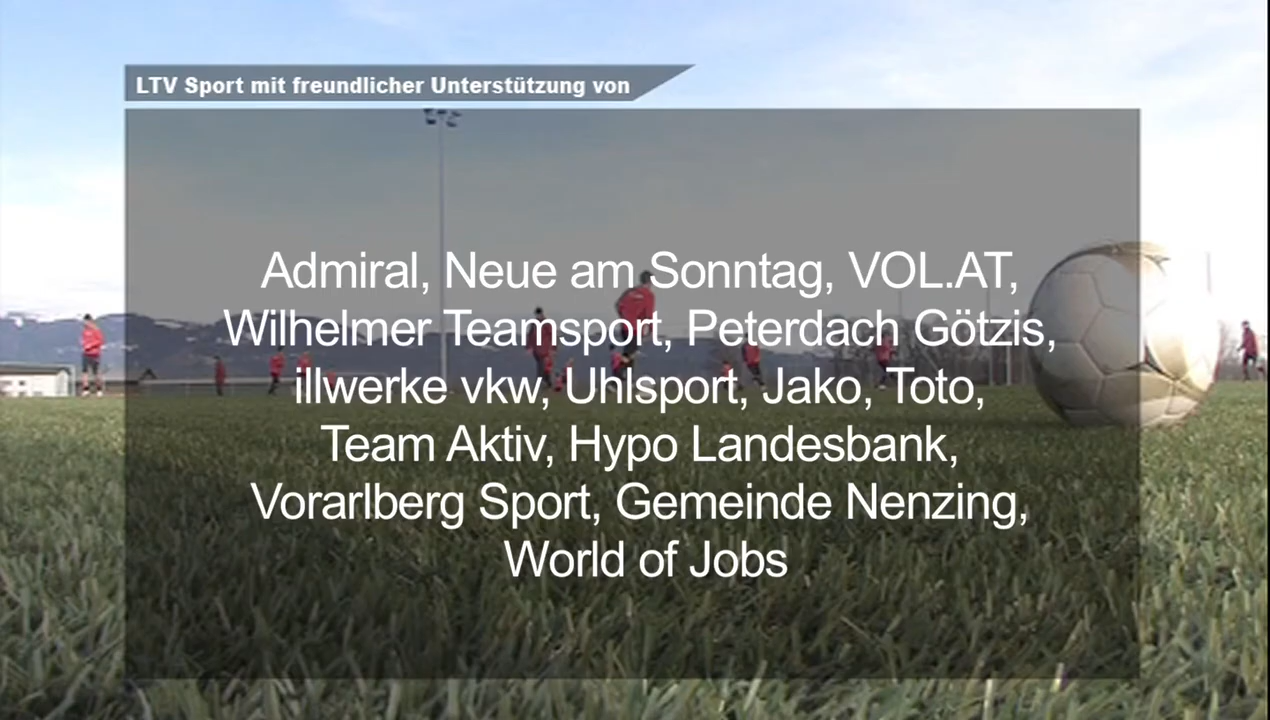 LTV Sport mit freundlicher Unterstützung von
Admiral, Neue am Sonntag, VOL.AT,
Wilhelmer Teamsport, Peterdach Götzis,
illwerke vkw, Uhlsport, Jako, Toto,
Team Aktiv, Hypo Landesbank,
Vorarlberg Sport, Gemeinde Nenzing,
World of Jobs